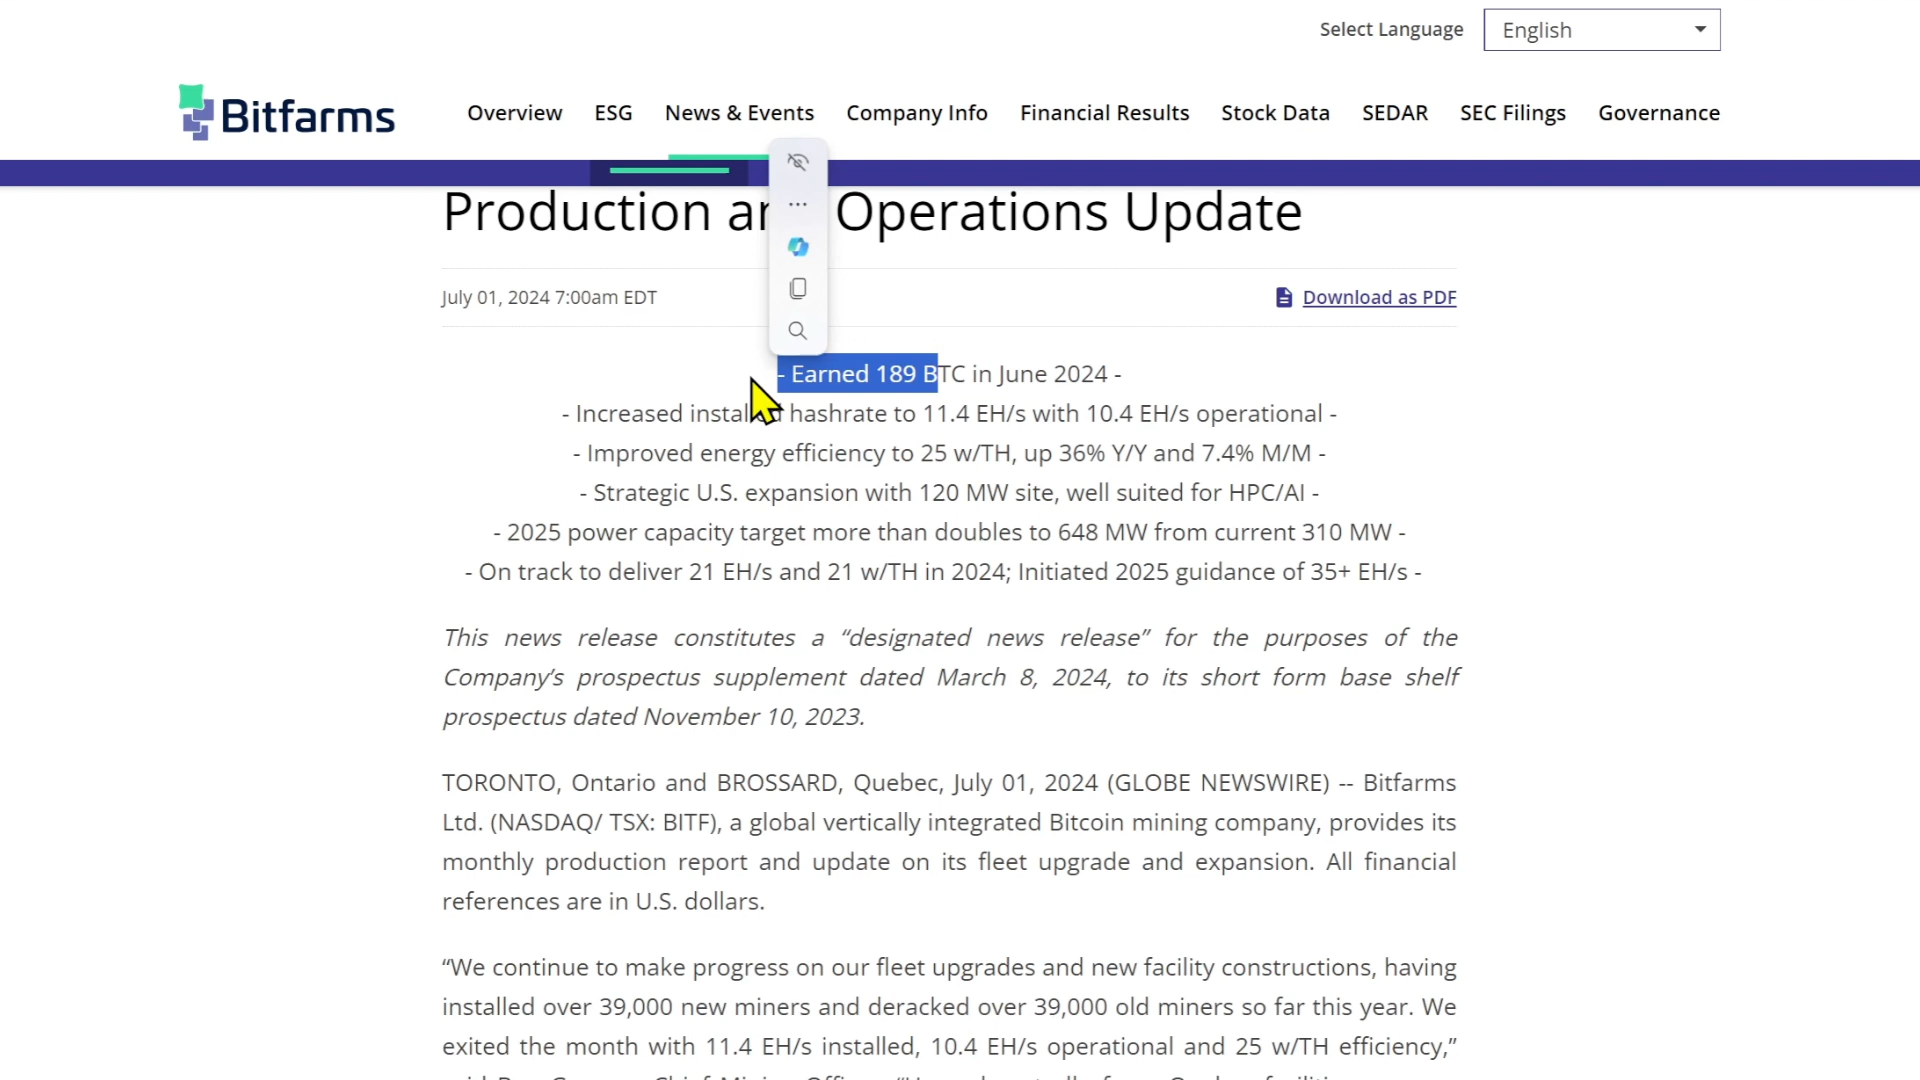 Select Language English
Bitfarms
Overview ESG News & Events Company Info Financial Results Stock Data SEDAR SEC Filings Governance
Production Operations Update
July 01, 2024 7:00am EDT
Download as PDF
- Earned 189 BTC in June 2024 -
- Increased installed hashrate to 11.4 EH/s with 10.4 EH/s operational -
- Improved energy efficiency to 25 w/TH, up 36% Y/Y and 7.4% M/M -
- Strategic U.S. expansion with 120 MW site, well suited for HPC/AI -
- 2025 power capacity target more than doubles to 648 MW from current 310 MW -
- On track to deliver 21 EH/s and 21 w/TH in 2024; Initiated 2025 guidance of 35+ EH/s -
This news release constitutes a “designated news release” for the purposes of the
Company’s prospectus supplement dated March 8, 2024, to its short form base shelf
prospectus dated November 10, 2023.
TORONTO, Ontario and BROSSARD, Quebec, July 01, 2024 (GLOBE NEWSWIRE) -- Bitfarms
Ltd. (NASDAQ/ TSX: BITF), a global vertically integrated Bitcoin mining company, provides its
monthly production report and update on its fleet upgrade and expansion. All financial
references are in U.S. dollars.
“We continue to make progress on our fleet upgrades and new facility constructions, having
installed over 39,000 new miners and deracked over 39,000 old miners so far this year. We
exited the month with 11.4 EH/s installed, 10.4 EH/s operational and 25 w/TH efficiency,”